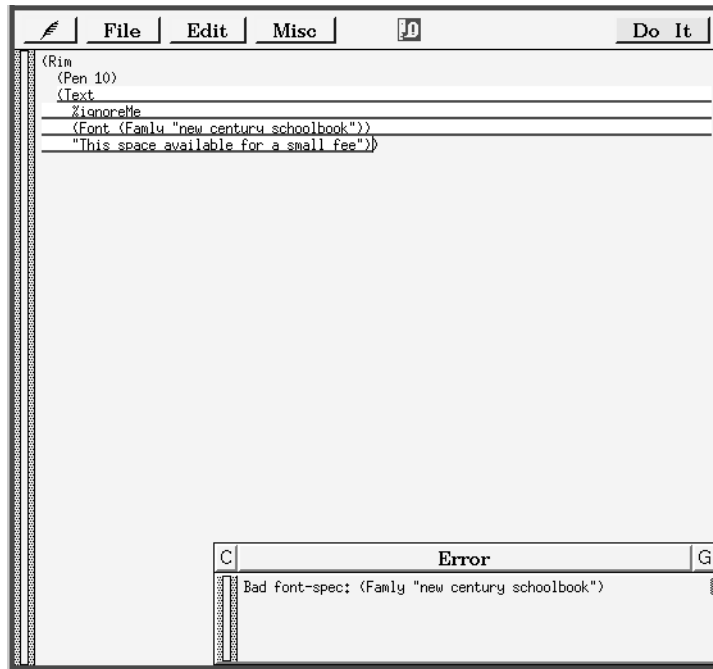 File Edit Misc Do It
(Rim
(Pen 10)
(Text
%ignoreMe
(Font (Famly "new century schoolbook"))
"This space available for a small fee"))
C Error G
Bad font-spec: (Famly "new century schoolbook")